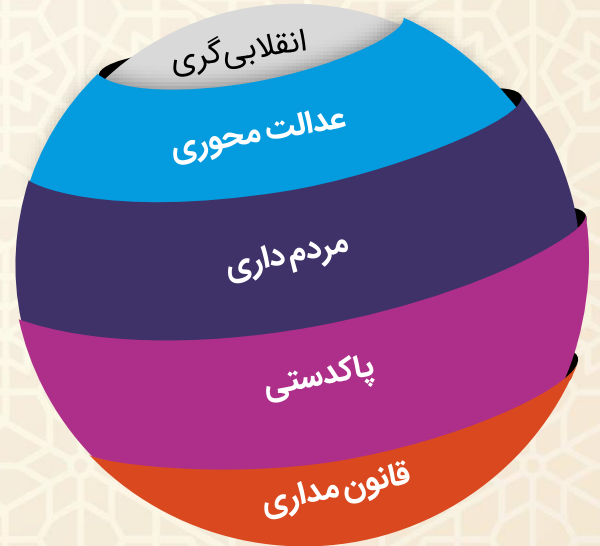 انقلابی‌گری
عدالت محوری
مردم داری
پاکدستی
قانون مداری